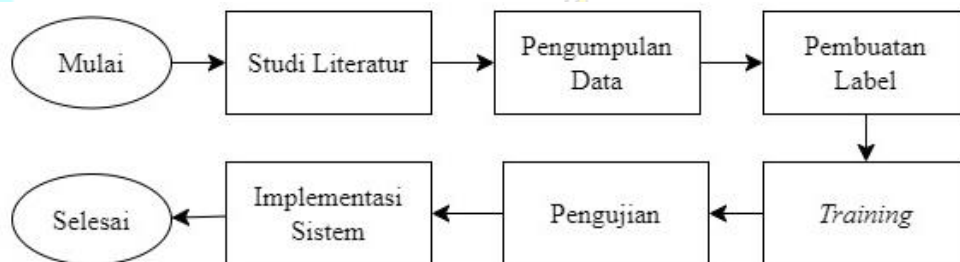 Mulai
Studi Literatur
Pengumpulan
Data
Pembuatan
Label
Training
Pengujian
Implementasi
Sistem
Selesai